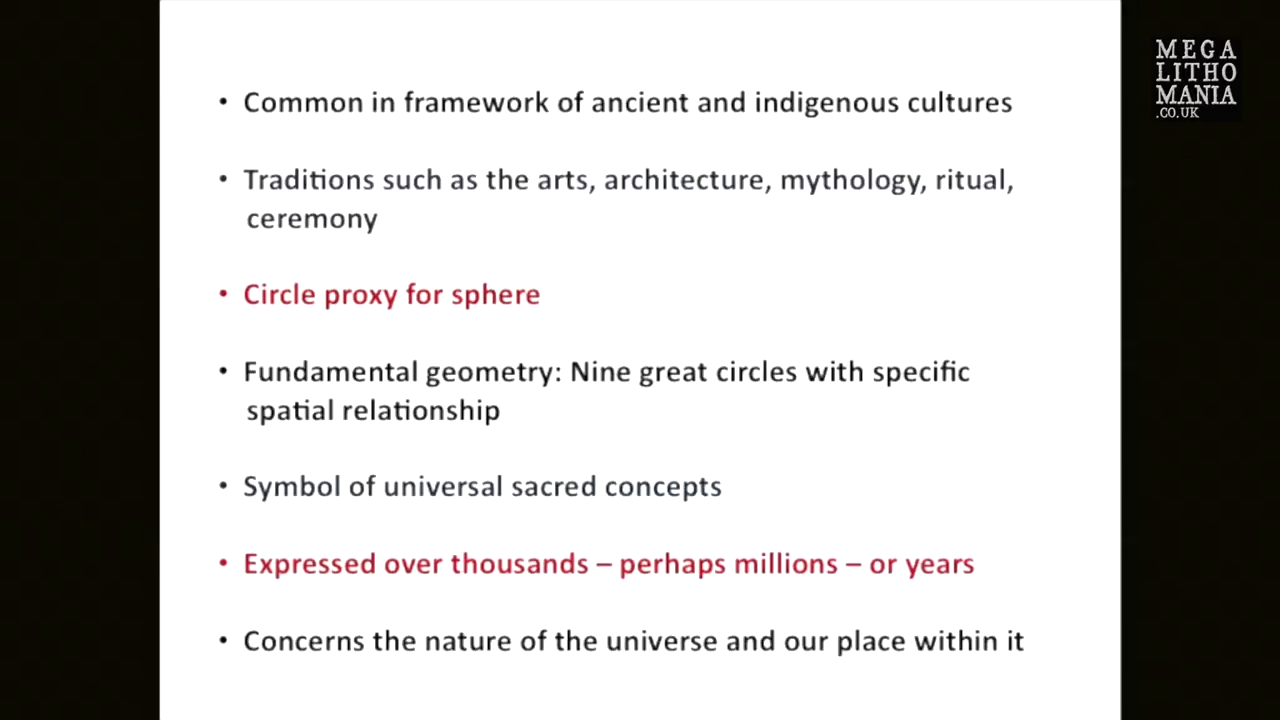 • Common in framework of ancient and indigenous cultures
• Traditions such as the arts, architecture, mythology, ritual,
ceremony
• Circle proxy for sphere
• Fundamental geometry: Nine great circles with specific
spatial relationship
• Symbol of universal sacred concepts
• Expressed over thousands – perhaps millions – or years
• Concerns the nature of the universe and our place within it
MEGA
LITHO
MANIA
.CO.UK